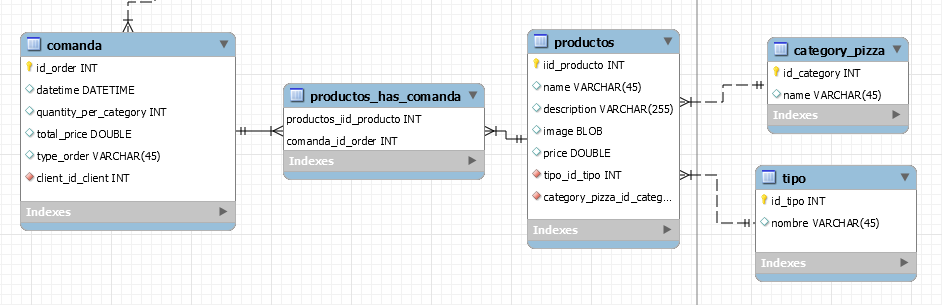 comanda
id_order INT
datetime DATETIME
quantity_per_category INT
total_price DOUBLE
type_order VARCHAR(45)
client_id_client INT
Indexes
productos_has_comanda
productos_iid_producto INT
comanda_id_order INT
Indexes
productos
iid_producto INT
name VARCHAR(45)
description VARCHAR(255)
image BLOB
price DOUBLE
tipo_id_tipo INT
category_pizza_id_categ...
Indexes
category_pizza
id_category INT
name VARCHAR(45)
Indexes
tipo
id_tipo INT
nombre VARCHAR(45)
Indexes